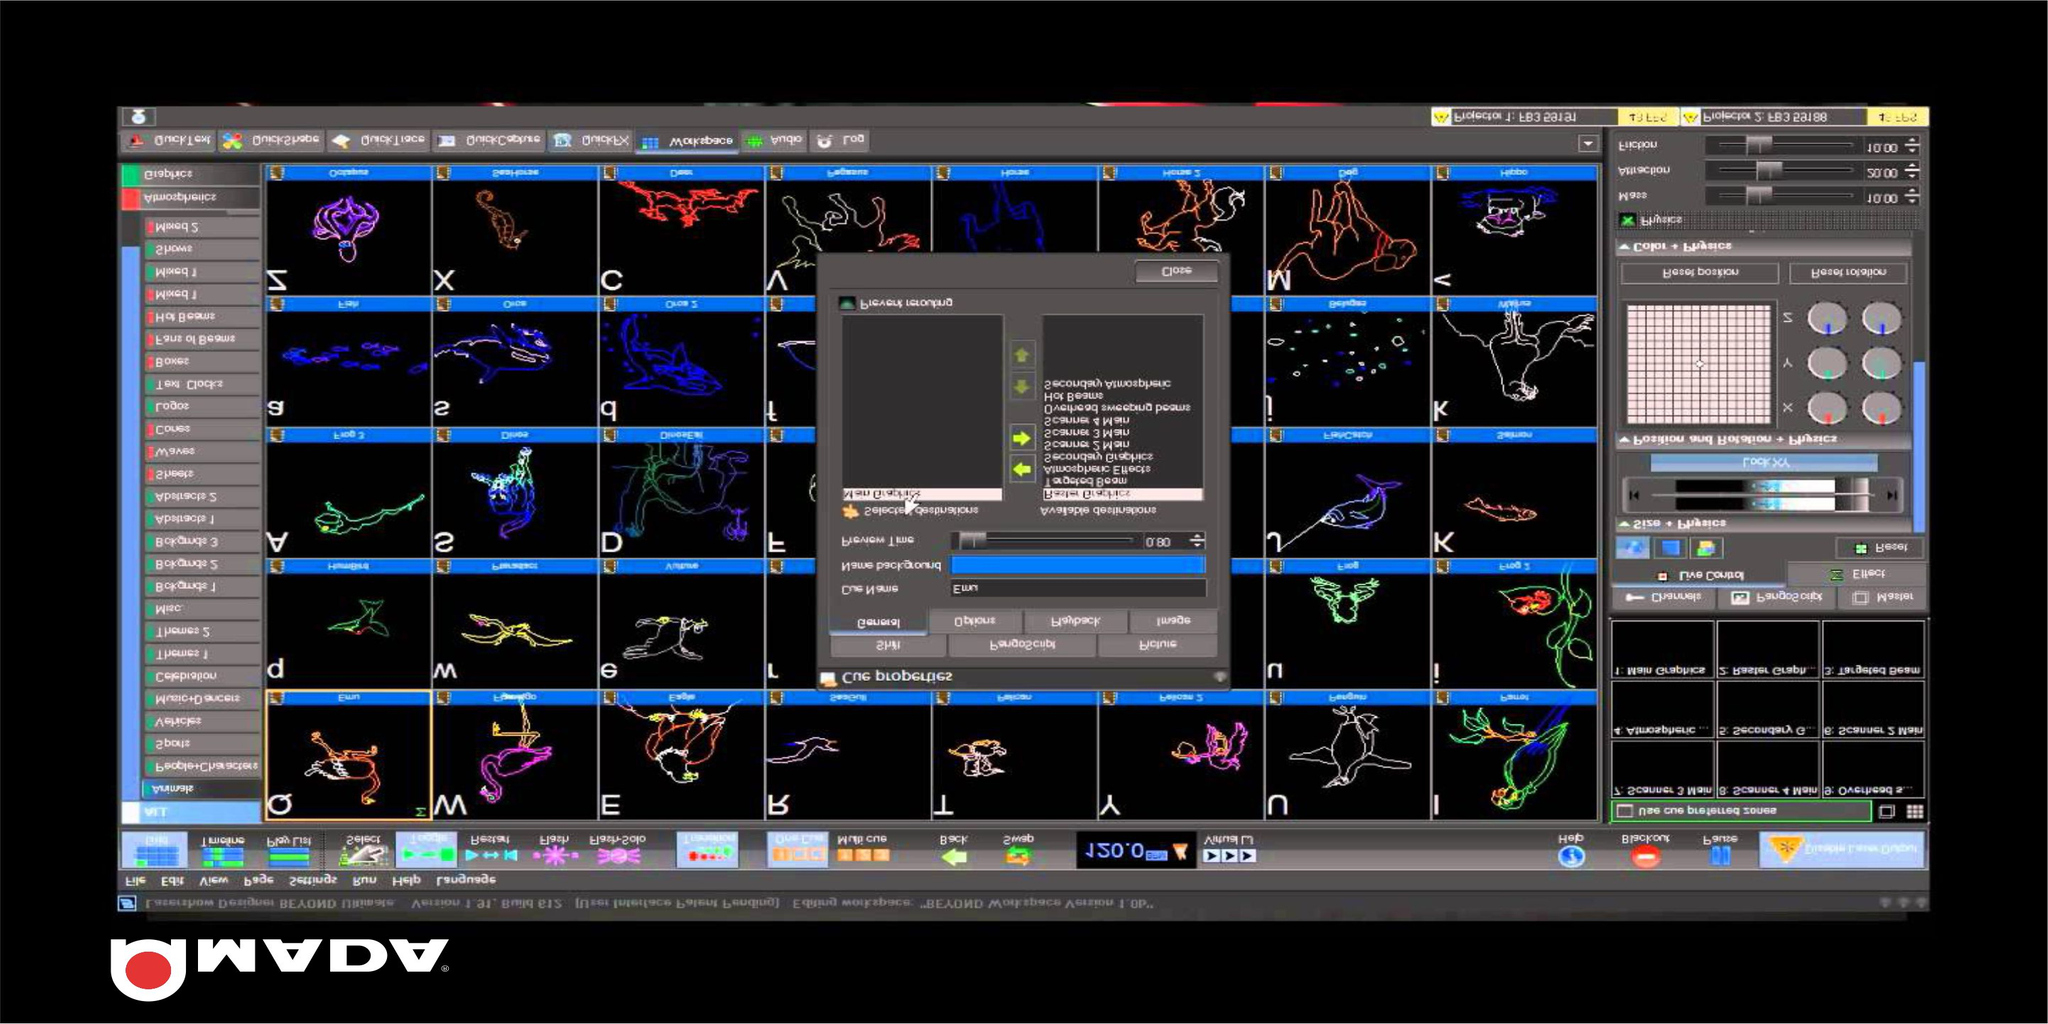 Lasershow Designer BEYOND Ultimate   Version 1.91, Build 612   [User Interface Patent Pending]   Editing workspace: "BEYOND Workspace Version 1.0b"
File Edit View Page Settings Run Help Language
Grid Timeline Play List Select Toggle Restart Flash Flash-Solo Transition One Cue Multi cue Back Swap 120.0 BPM Virtual LJ Help Blackout Pause Disable Laser Output
ALL
Animals
People+Characters
Sports
Vehicles
Music+Dancers
Celebration
Themes 1
Themes 2
Misc.
Bckgrnds 1
Bckgrnds 2
Bckgrnds 3
Abstracts 1
Abstracts 2
Sheets
Waves
Cones
Logos
Text Clocks
Boxes
Fans of Beams
Hot Beams
Mixed 1
Mixed 1
Shows
Mixed 2
Atmospherics
Graphics
Q W E R T Y U I
Emu Flamingo Eagle SeaGull Pelican Pelican 2 Penguin Parrot
q w e r u i
HumBird Pteradact Vulture Frog Frog 2
A S D F J K
Frog 3 Dinos DinosEat FishCatch Salmon
a s d f j k
Fish Orca Orca 2 Belugas Walrus
Z X C V M <
Octopus SeaHorse Deer Pegasus Horse Horse 2 Dog Hippo
Cue properties
Shift PangoScript Picture
General Options Playback Image
Cue Name Emu
Name background
Preview Time 0.80
Selected destinations Available destinations
Main Graphics
Raster Graphics
Targeted Beam
Atmospheric Effects
Secondary Graphics
Scanner 2 Main
Scanner 3 Main
Scanner 4 Main
Overhead sweeping beams
Hot Beams
Secondary Atmospheric
Prevent rerouting
Close
Use cue preferred zones
7: Scanner 3 Main 8: Scanner 4 Main 9: Overhead s...
4: Atmospheric ... 5: Secondary G... 6: Scanner 2 Main
1: Main Graphics 2: Raster Graph... 3: Targeted Beam
Channels PangoScript Master
Live Control Effect
Reset
Size + Physics
Lock XY
Position and Rotation + Physics
X
Y
Z
Reset position Reset rotation
Color + Physics
Physics
Mass 10.00
Attraction 20.00
Friction 10.00
QuickText QuickShape QuickTrace QuickCapture QuickFX Workspace Audio Log
Projector 1: FB3 59191 Projector 2: FB3 59188
MADA®